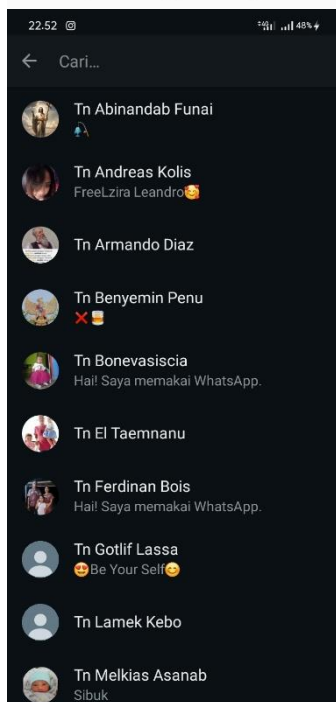 22.52 48%
Cari...
Tn Abinandab Funai
🎣
Tn Andreas Kolis
FreeLzira Leandro🥰
Tn Armando Diaz
Tn Benyemin Penu
❌🥃
Tn Bonevasiscia
Hai! Saya memakai WhatsApp.
Tn El Taemnanu
Tn Ferdinan Bois
Hai! Saya memakai WhatsApp.
Tn Gotlif Lassa
😍Be Your Self😊
Tn Lamek Kebo
Tn Melkias Asanab
Sibuk